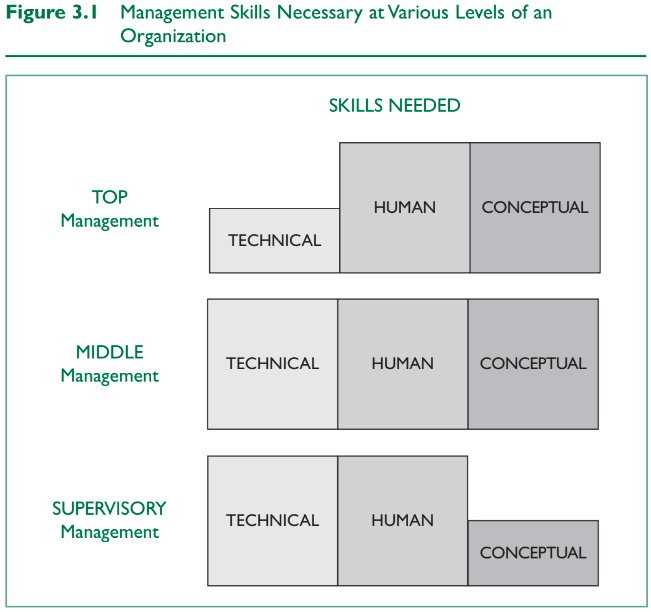 Figure 3.1 Management Skills Necessary at Various Levels of an
Organization
SKILLS NEEDED
TOP
Management
TECHNICAL
HUMAN
CONCEPTUAL
MIDDLE
Management
TECHNICAL
HUMAN
CONCEPTUAL
SUPERVISORY
Management
TECHNICAL
HUMAN
CONCEPTUAL